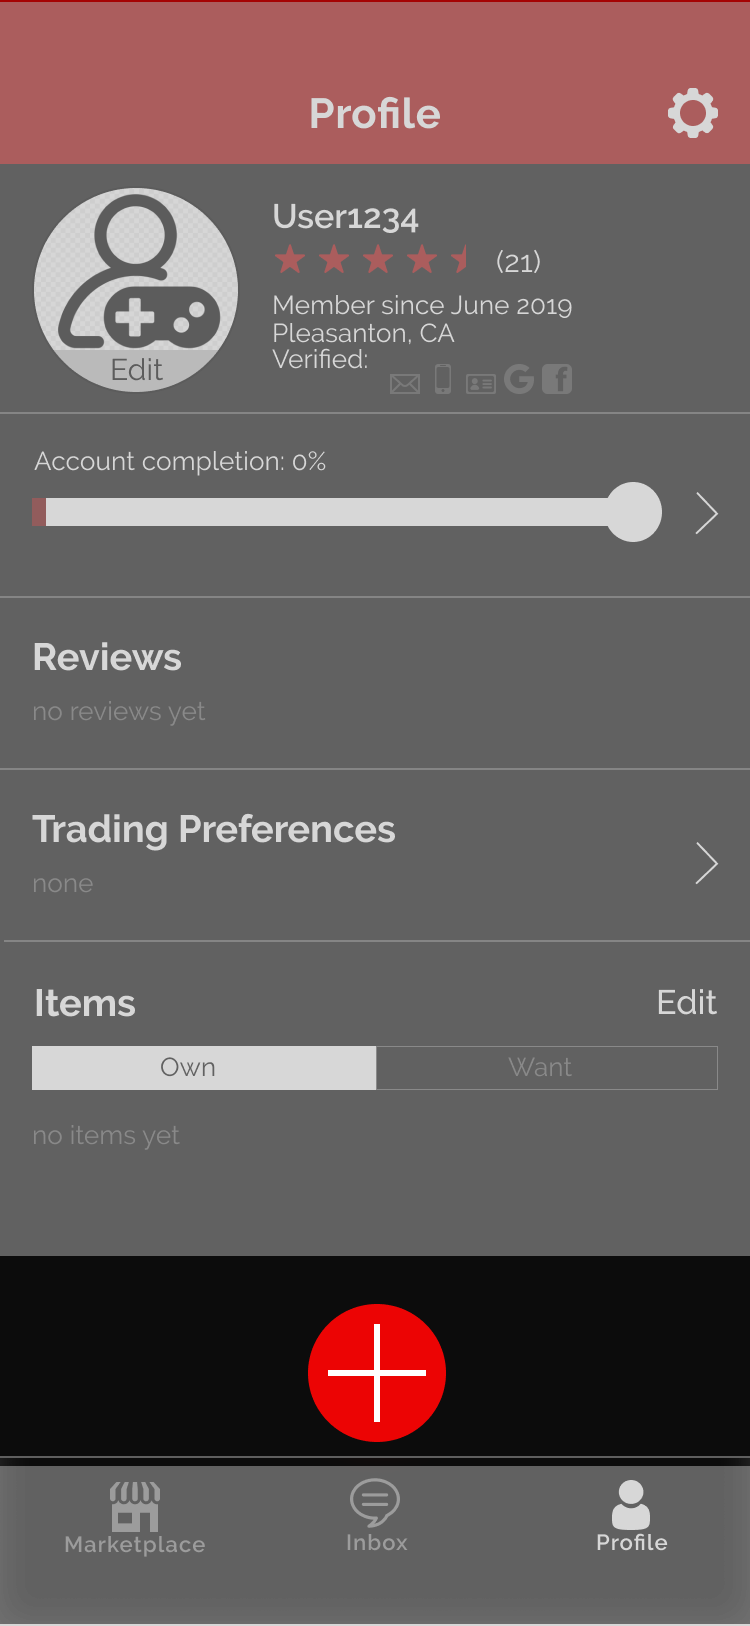 Profile
User1234
(21)
Member since June 2019
Pleasanton, CA
Verified:
Edit
Account completion: 0%
Reviews
no reviews yet
Trading Preferences
none
Items
Edit
Own
Want
no items yet
Marketplace
Inbox
Profile